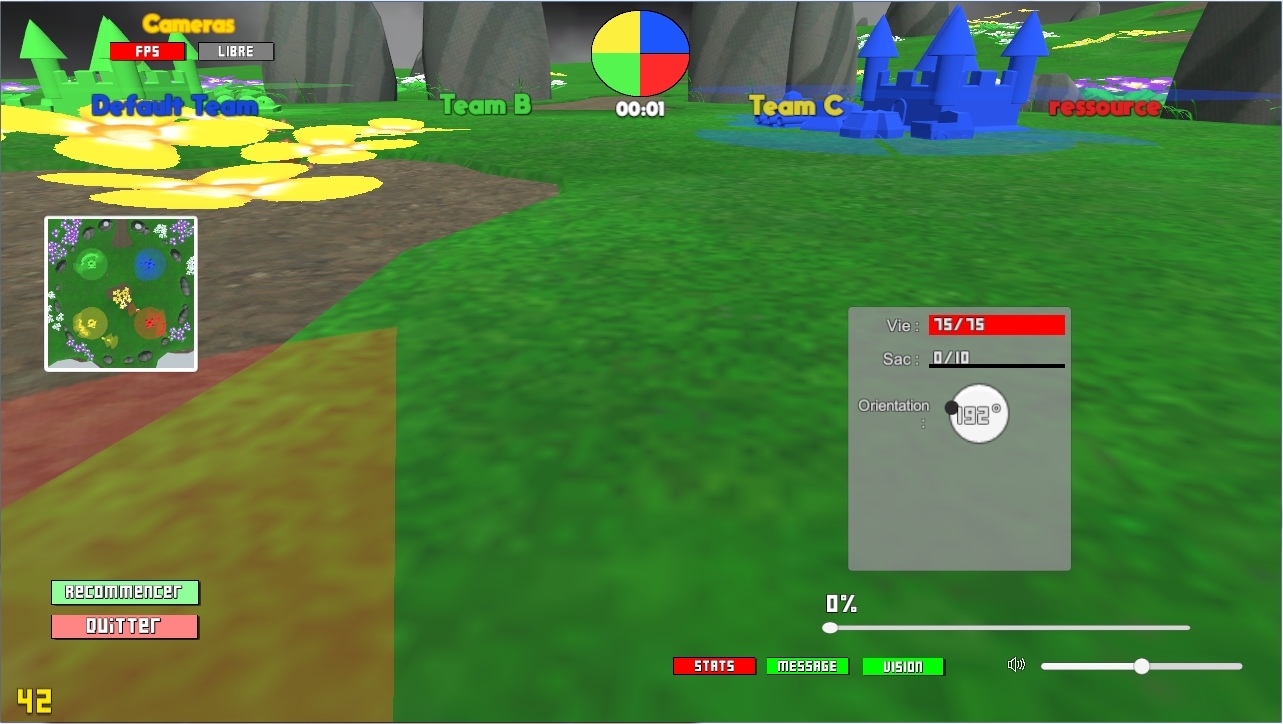 Cameras
FPS LIBRE
Default Team Team B 00:01 Team C ressource
Vie : 75/75
Sac : 0/10
Orientation : 192°
Recommencer
Quitter
0%
STATS MESSAGE VISION
42